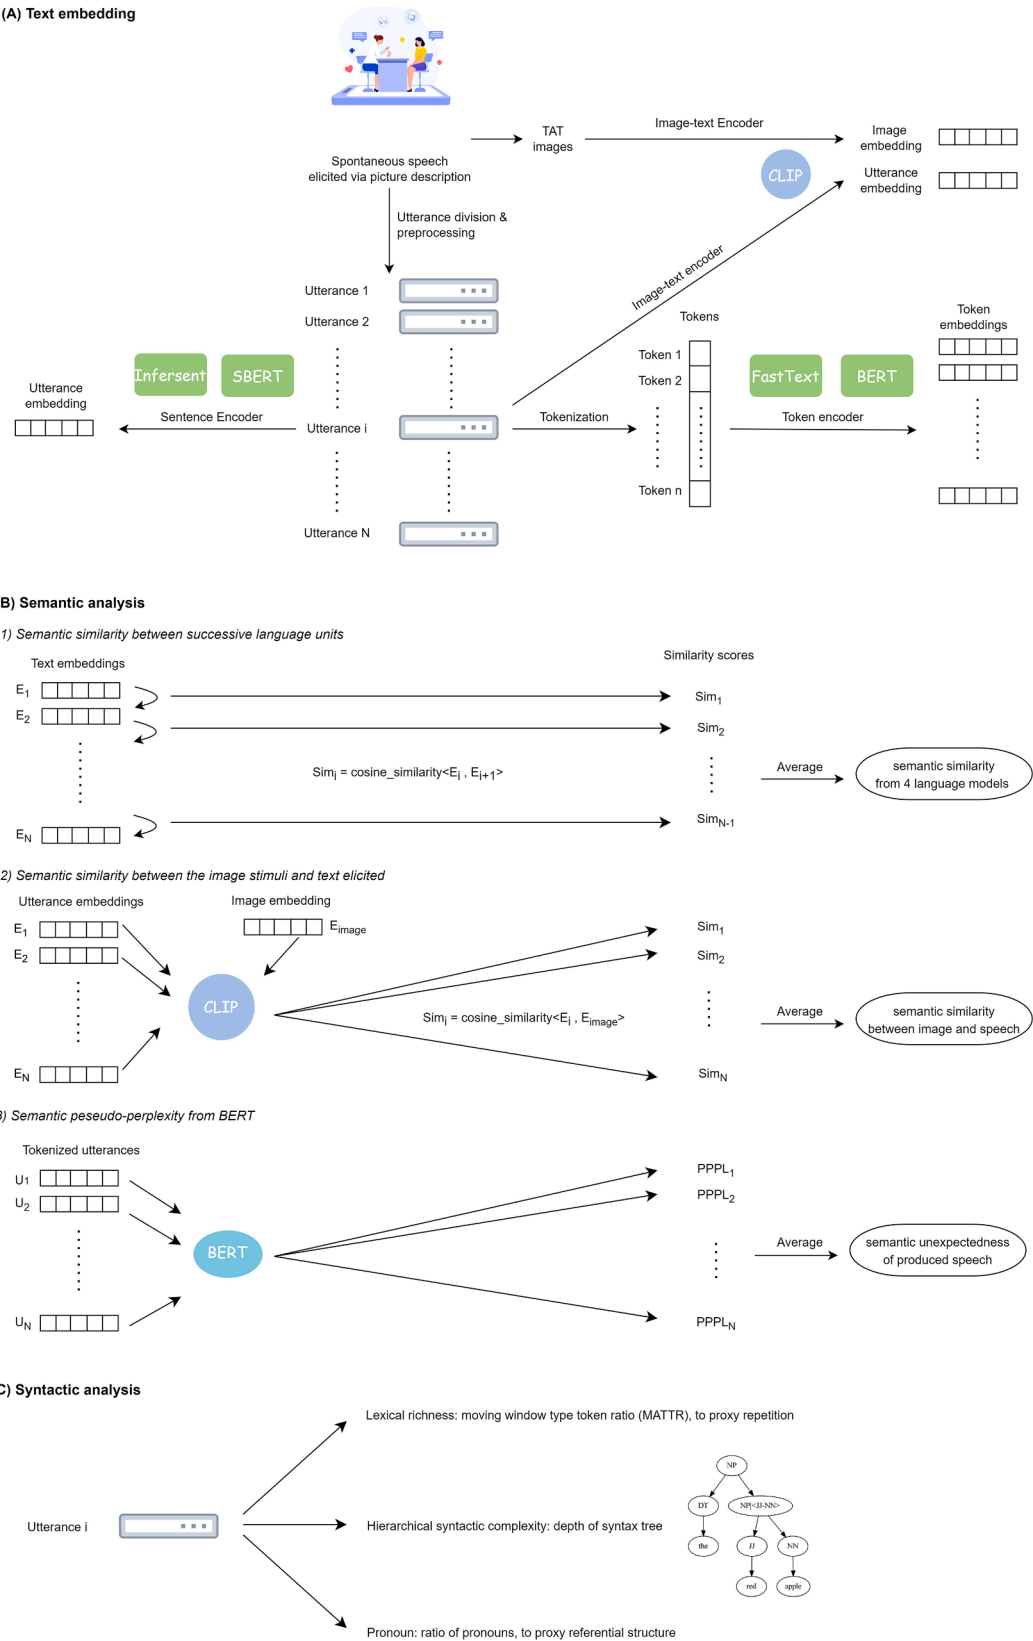 (A) Text embedding
Spontaneous speech
elicited via picture description
TAT
images
Image-text Encoder
CLIP
Image
embedding
Utterance
embedding
Utterance division &
preprocessing
Image-text encoder
Utterance 1
Utterance 2
Utterance i
Utterance N
Infersent
SBERT
Sentence Encoder
Utterance
embedding
Tokenization
Tokens
Token 1
Token 2
Token n
FastText
BERT
Token encoder
Token
embeddings
B) Semantic analysis
1) Semantic similarity between successive language units
Text embeddings
Similarity scores
E1
E2
EN
Sim1
Sim2
SimN-1
Simi = cosine_similarity<Ei , Ei+1>
Average
semantic similarity
from 4 language models
2) Semantic similarity between the image stimuli and text elicited
Utterance embeddings
Image embedding
E1
E2
EN
Eimage
CLIP
Simi = cosine_similarity<Ei , Eimage>
Sim1
Sim2
SimN
Average
semantic similarity
between image and speech
3) Semantic peseudo-perplexity from BERT
Tokenized utterances
U1
U2
UN
BERT
PPPL1
PPPL2
PPPLN
Average
semantic unexpectedness
of produced speech
C) Syntactic analysis
Utterance i
Lexical richness: moving window type token ratio (MATTR), to proxy repetition
Hierarchical syntactic complexity: depth of syntax tree
Pronoun: ratio of pronouns, to proxy referential structure
NP
DT
NP|<JJ-NN>
the
JJ
NN
red
apple